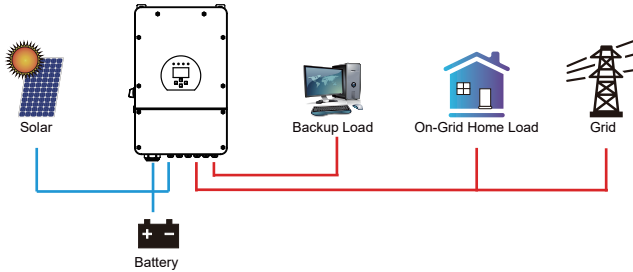 Solar
Backup Load
On-Grid Home Load
Grid
Battery